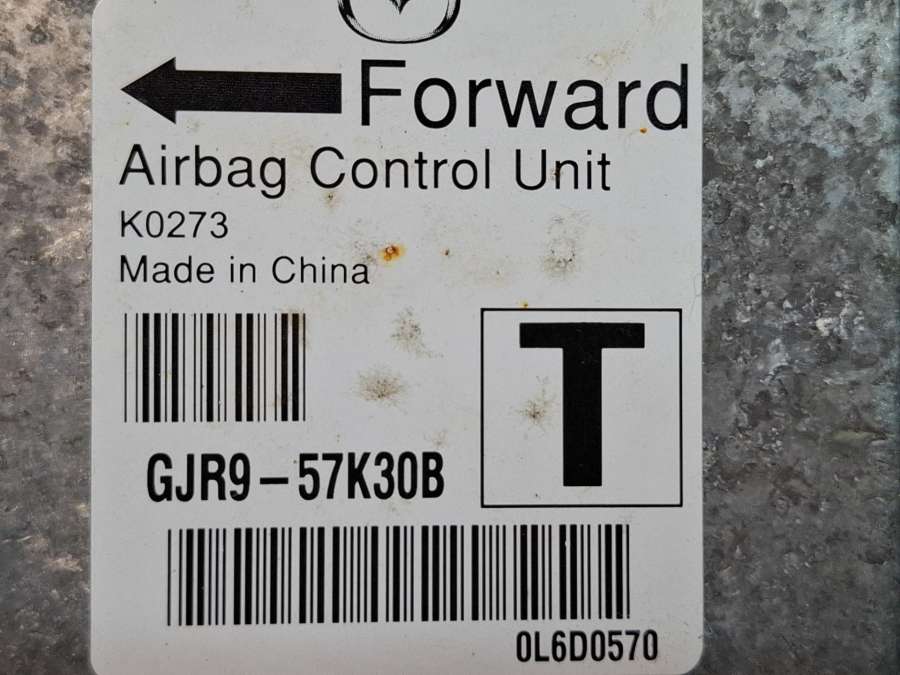 Forward
Airbag Control Unit
K0273
Made in China
T
GJR9-57K30B
0L6D0570